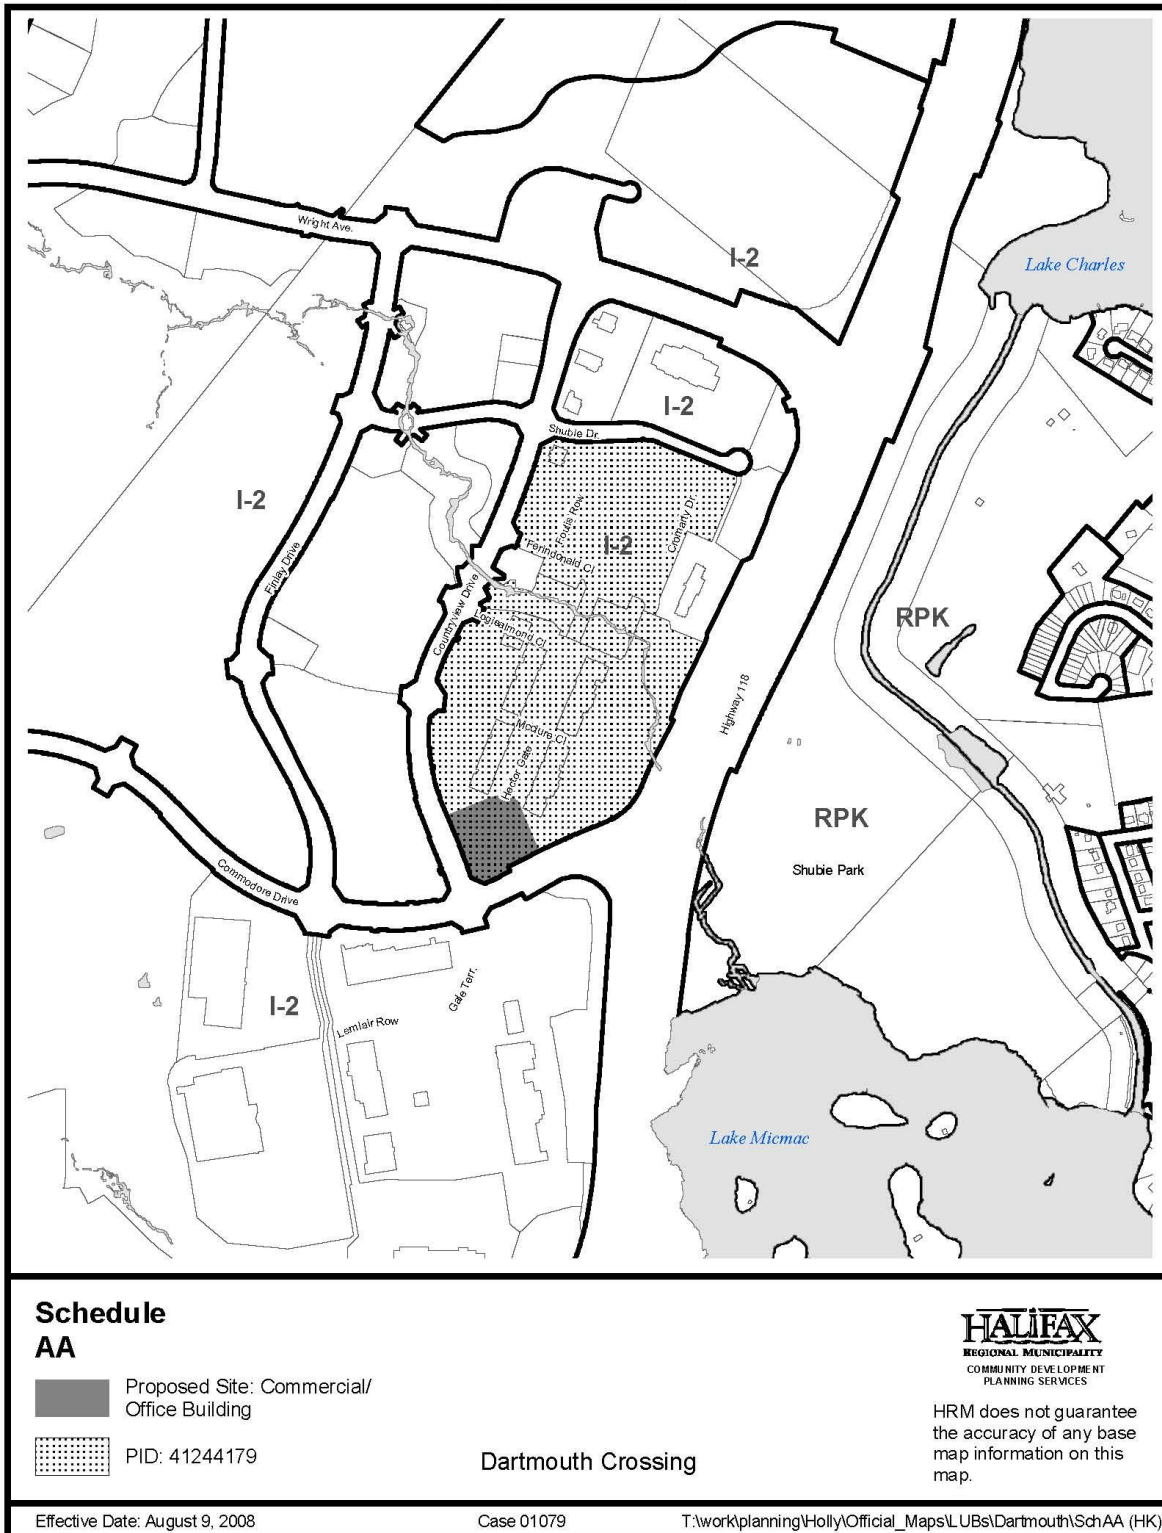 Wright Ave.
I-2
Lake Charles
I-2
Shubie Dr.
I-2
Foulis Row
Cromarty Dr.
I-2
Ferindonald Cl
Finlay Drive
Countryview Drive
Logiealmond Cl
RPK
Highway 118
Mcclure Cl
Hector Gate
RPK
Shubie Park
Commodore Drive
I-2
Gale Terr.
Lemlair Row
Lake Micmac
Schedule
AA
Proposed Site: Commercial/
Office Building
PID: 41244179
Dartmouth Crossing
HALIFAX
REGIONAL MUNICIPALITY
COMMUNITY DEVELOPMENT
PLANNING SERVICES
HRM does not guarantee
the accuracy of any base
map information on this
map.
Effective Date: August 9, 2008
Case 01079
T:\work\planning\Holly\Official_Maps\LUBs\Dartmouth\SchAA (HK)